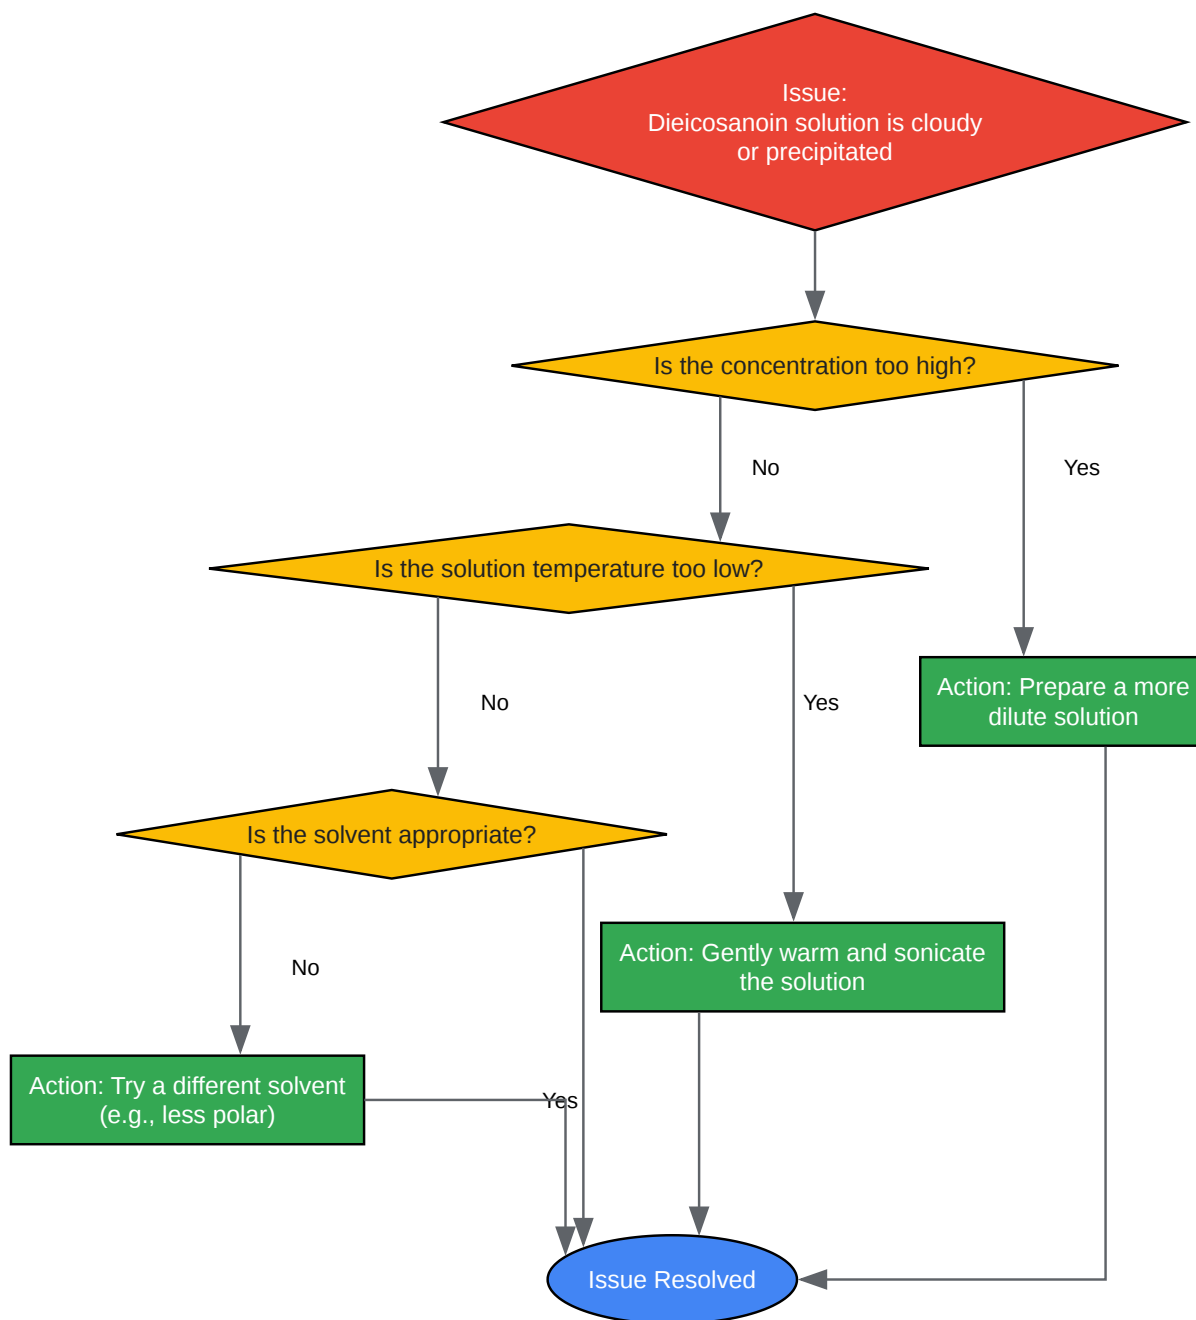 Issue:
Dieicosanoin solution is cloudy
or precipitated
Is the concentration too high?
No
Yes
Is the solution temperature too low?
No
Yes
Action: Prepare a more
dilute solution
Is the solvent appropriate?
No
Action: Gently warm and sonicate
the solution
Action: Try a different solvent
(e.g., less polar)
Yes
Issue Resolved